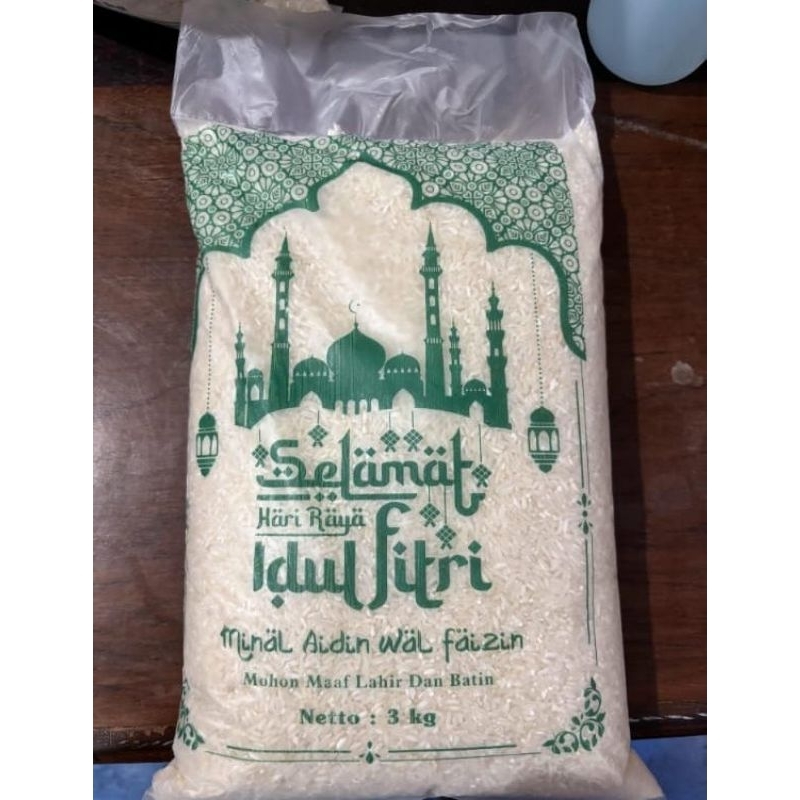 Selamat
Hari Raya
Idul fitri
Minal Aidin wal faizin
Mohon Maaf Lahir Dan Batin
Netto : 3 kg